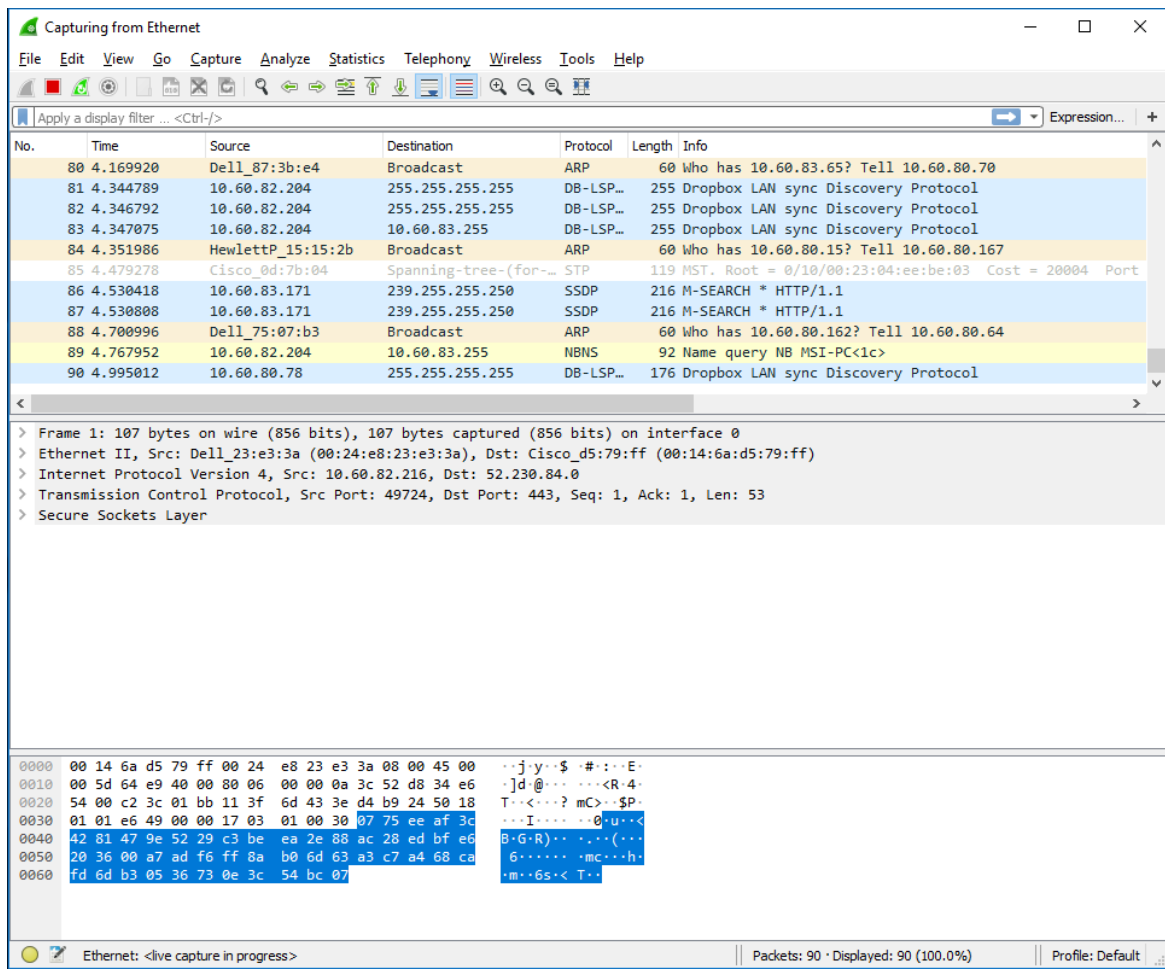 Capturing from Ethernet
File Edit View Go Capture Analyze Statistics Telephony Wireless Tools Help
Apply a display filter ... <Ctrl-/> Expression... +
No. Time Source Destination Protocol Length Info
80 4.169920 Dell_87:3b:e4 Broadcast ARP 60 Who has 10.60.83.65? Tell 10.60.80.70
81 4.344789 10.60.82.204 255.255.255.255 DB-LSP… 255 Dropbox LAN sync Discovery Protocol
82 4.346792 10.60.82.204 255.255.255.255 DB-LSP… 255 Dropbox LAN sync Discovery Protocol
83 4.347075 10.60.82.204 10.60.83.255 DB-LSP… 255 Dropbox LAN sync Discovery Protocol
84 4.351986 HewlettP_15:15:2b Broadcast ARP 60 Who has 10.60.80.15? Tell 10.60.80.167
85 4.479278 Cisco_0d:7b:04 Spanning-tree-(for-… STP 119 MST. Root = 0/10/00:23:04:ee:be:03 Cost = 20004 Port
86 4.530418 10.60.83.171 239.255.255.250 SSDP 216 M-SEARCH * HTTP/1.1
87 4.530808 10.60.83.171 239.255.255.250 SSDP 216 M-SEARCH * HTTP/1.1
88 4.700996 Dell_75:07:b3 Broadcast ARP 60 Who has 10.60.80.162? Tell 10.60.80.64
89 4.767952 10.60.82.204 10.60.83.255 NBNS 92 Name query NB MSI-PC<1c>
90 4.995012 10.60.80.78 255.255.255.255 DB-LSP… 176 Dropbox LAN sync Discovery Protocol
> Frame 1: 107 bytes on wire (856 bits), 107 bytes captured (856 bits) on interface 0
> Ethernet II, Src: Dell_23:e3:3a (00:24:e8:23:e3:3a), Dst: Cisco_d5:79:ff (00:14:6a:d5:79:ff)
> Internet Protocol Version 4, Src: 10.60.82.216, Dst: 52.230.84.0
> Transmission Control Protocol, Src Port: 49724, Dst Port: 443, Seq: 1, Ack: 1, Len: 53
> Secure Sockets Layer
0000 00 14 6a d5 79 ff 00 24 e8 23 e3 3a 08 00 45 00 ··j·y··$ ·#·:··E·
0010 00 5d 64 e9 40 00 80 06 00 00 0a 3c 52 d8 34 e6 ·]d·@··· ···<R·4·
0020 54 00 c2 3c 01 bb 11 3f 6d 43 3e d4 b9 24 50 18 T··<···? mC>··$P·
0030 01 01 e6 49 00 00 17 03 01 00 30 07 75 ee af 3c ···I···· ··0·u··<
0040 42 81 47 9e 52 29 c3 be ea 2e 88 ac 28 ed bf e6 B·G·R)·· ·.··(···
0050 20 36 00 a7 ad f6 ff 8a b0 6d 63 a3 c7 a4 68 ca  6······ ·mc···h·
0060 fd 6d b3 05 36 73 0e 3c 54 bc 07 ·m··6s·< T··
Ethernet: <live capture in progress> Packets: 90 · Displayed: 90 (100.0%) Profile: Default